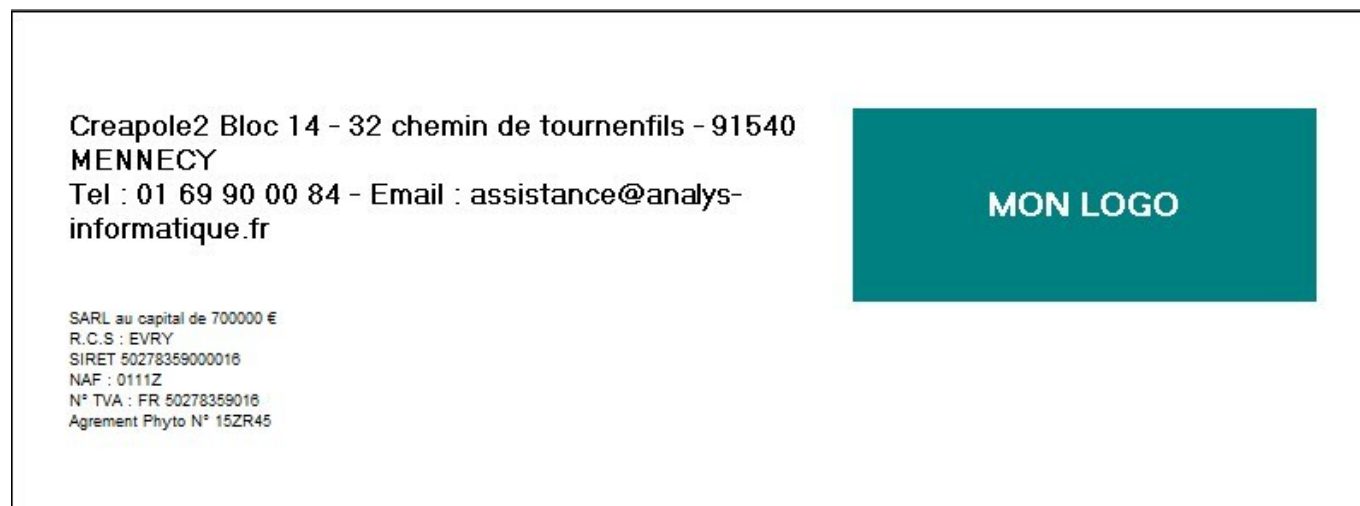 Creapole2 Bloc 14 - 32 chemin de tournenfils - 91540
MENNECY
Tel : 01 69 90 00 84 - Email : assistance@analys-
informatique.fr
MON LOGO
SARL au capital de 700000 €
R.C.S : EVRY
SIRET 50278359000016
NAF : 0111Z
N° TVA : FR 50278359016
Agrement Phyto N° 15ZR45